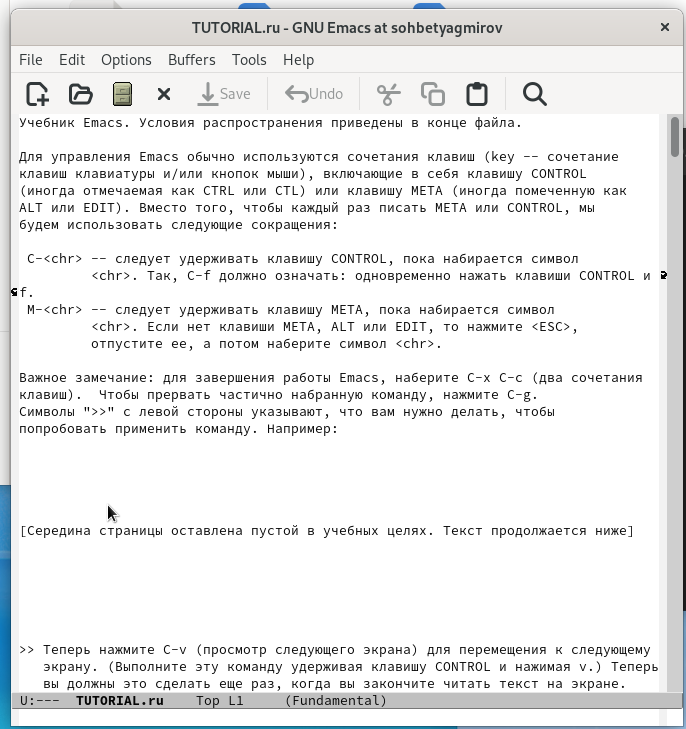 TUTORIAL.ru - GNU Emacs at sohbetyagmirov
File Edit Options Buffers Tools Help
Save Undo
Учебник Emacs. Условия распространения приведены в конце файла.
Для управления Emacs обычно используются сочетания клавиш (key -- сочетание
клавиш клавиатуры и/или кнопок мыши), включающие в себя клавишу CONTROL
(иногда отмечаемая как CTRL или CTL) или клавишу META (иногда помеченную как
ALT или EDIT). Вместо того, чтобы каждый раз писать META или CONTROL, мы
будем использовать следующие сокращения:
C-<chr> -- следует удерживать клавишу CONTROL, пока набирается символ
<chr>. Так, C-f должно означать: одновременно нажать клавиши CONTROL и
f.
M-<chr> -- следует удерживать клавишу META, пока набирается символ
<chr>. Если нет клавиши META, ALT или EDIT, то нажмите <ESC>,
отпустите ее, а потом наберите символ <chr>.
Важное замечание: для завершения работы Emacs, наберите C-x C-c (два сочетания
клавиш).  Чтобы прервать частично набранную команду, нажмите C-g.
Символы ">>" с левой стороны указывают, что вам нужно делать, чтобы
попробовать применить команду. Например:
[Середина страницы оставлена пустой в учебных целях. Текст продолжается ниже]
>> Теперь нажмите C-v (просмотр следующего экрана) для перемещения к следующему
экрану. (Выполните эту команду удерживая клавишу CONTROL и нажимая v.) Теперь
вы должны это сделать еще раз, когда вы закончите читать текст на экране.
U:--- TUTORIAL.ru Top L1 (Fundamental)